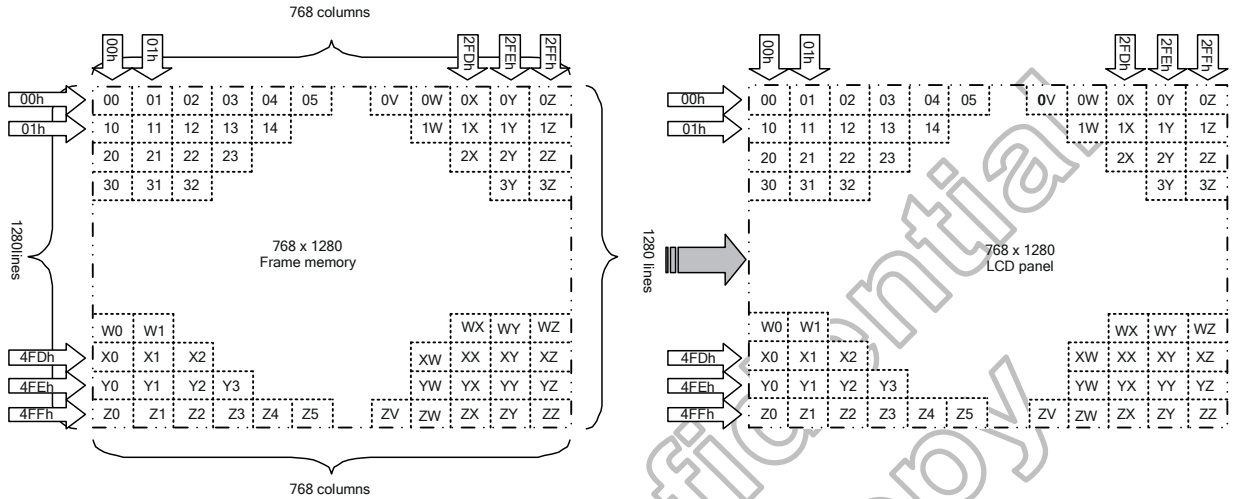 768 columns
00h 01h 2FDh 2FEh 2FFh 00h 01h 2FDh 2FEh 2FFh
00h 00 01 02 03 04 05 0V 0W 0X 0Y 0Z 00h 00 01 02 03 04 05 0V 0W 0X 0Y 0Z
01h 10 11 12 13 14 1W 1X 1Y 1Z 01h 10 11 12 13 14 1W 1X 1Y 1Z
20 21 22 23 2X 2Y 2Z 20 21 22 23 2X 2Y 2Z
30 31 32 3Y 3Z 30 31 32 3Y 3Z
1280lines
768 x 1280
Frame memory
1280 lines
768 x 1280
LCD panel
W0 W1 WX WY WZ W0 W1 WX WY WZ
4FDh X0 X1 X2 XW XX XY XZ 4FDh X0 X1 X2 XW XX XY XZ
4FEh Y0 Y1 Y2 Y3 YW YX YY YZ 4FEh Y0 Y1 Y2 Y3 YW YX YY YZ
4FFh Z0 Z1 Z2 Z3 Z4 Z5 ZV ZW ZX ZY ZZ 4FFh Z0 Z1 Z2 Z3 Z4 Z5 ZV ZW ZX ZY ZZ
768 columns